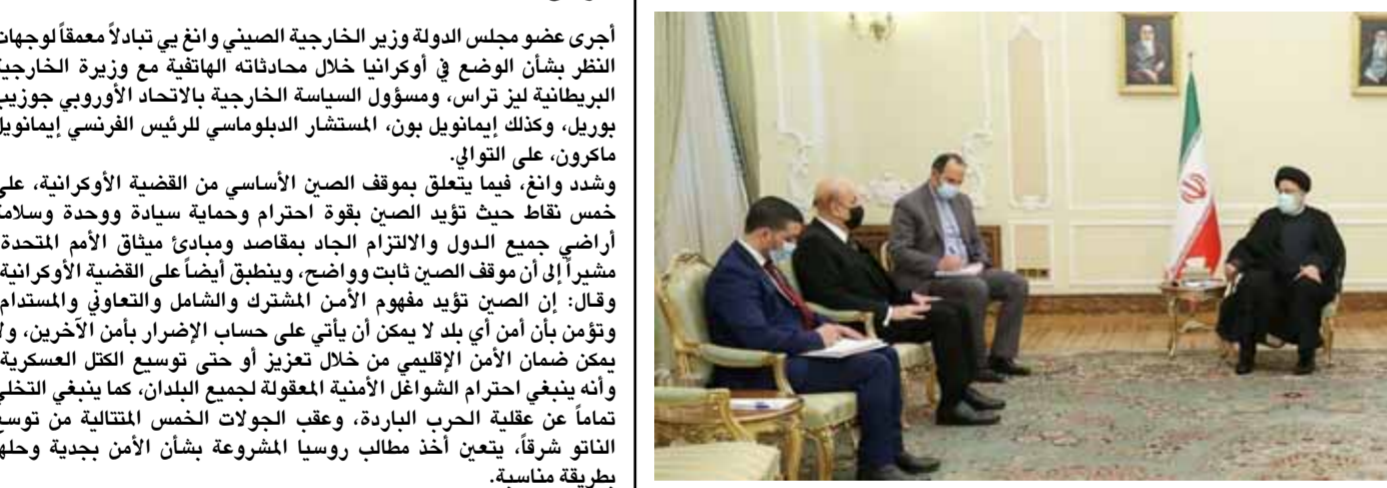 أجرى عضو مجلس الدولة وزير الخارجية الصيني وانغ يي تبادلاً معمقاً لوجهات
النظر بشأن الوضع في أوكرانيا خلال محادثاته الهاتفية مع وزيرة الخارجية
البريطانية ليز تراس، ومسؤول السياسة الخارجية بالاتحاد الأوروبي جوزيب
بوريل، وكذلك إيمانويل بون، المستشار الدبلوماسي للرئيس الفرنسي إيمانويل
ماكرون، على التوالي.
وشدد وانغ، فيما يتعلق بموقف الصين الأساسي من القضية الأوكرانية، على
خمس نقاط حيث تؤيد الصين بقوة احترام وحماية سيادة ووحدة وسلامة
أراضي جميع الدول والالتزام الجاد بمقاصد ومبادئ ميثاق الأمم المتحدة،
مشيراً إلى أن موقف الصين ثابت وواضح، وينطبق أيضاً على القضية الأوكرانية.
وقال: إن الصين تؤيد مفهوم الأمن المشترك والشامل والتعاوني والمستدام،
وتؤمن بأن أمن أي بلد لا يمكن أن يأتي على حساب الإضرار بأمن الآخرين، ولا
يمكن ضمان الأمن الإقليمي من خلال تعزيز أو حتى توسيع الكتل العسكرية،
وأنه ينبغي احترام الشواغل الأمنية المعقولة لجميع البلدان، كما ينبغي التخلي
تماماً عن عقلية الحرب الباردة، وعقب الجولات الخمس المتتالية من توسيع
الناتو شرقاً، يتعين أخذ مطالب روسيا المشروعة بشأن الأمن بجدية وحلها
بطريقة مناسبة.